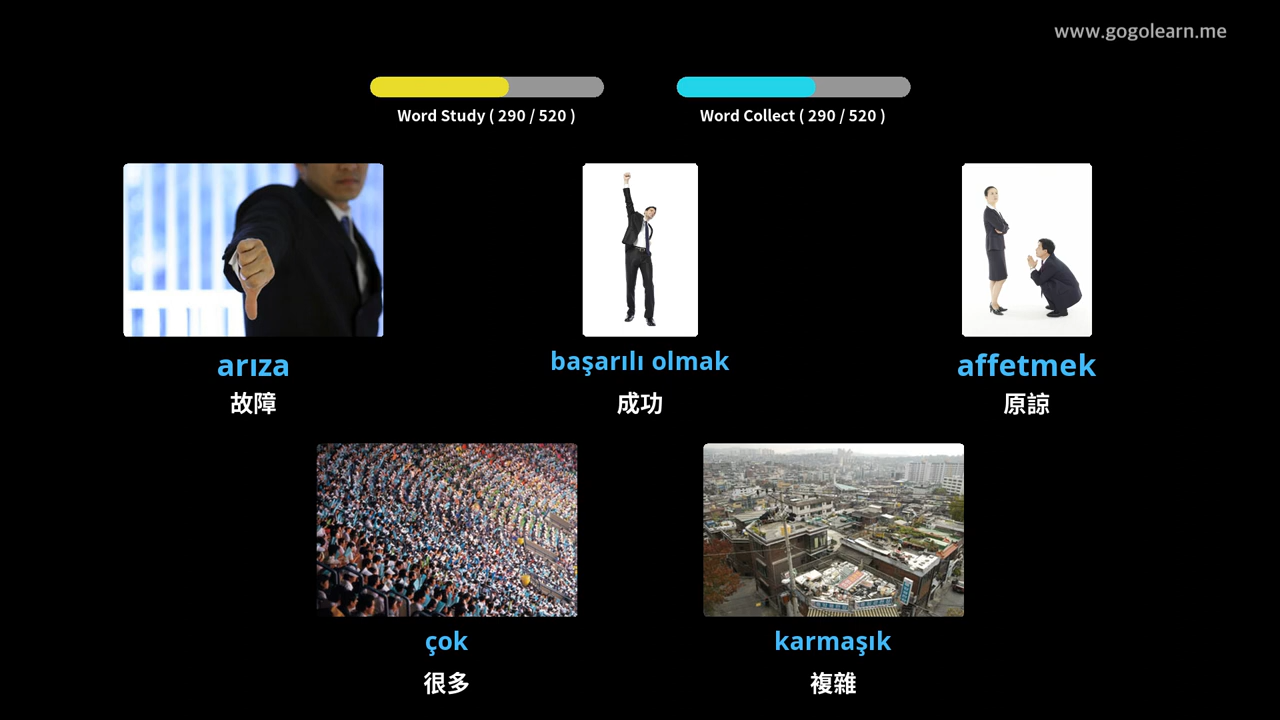 www.gogolearn.me
Word Study ( 290 / 520 )
Word Collect ( 290 / 520 )
arıza
故障
başarılı olmak
成功
affetmek
原諒
çok
很多
karmaşık
複雜